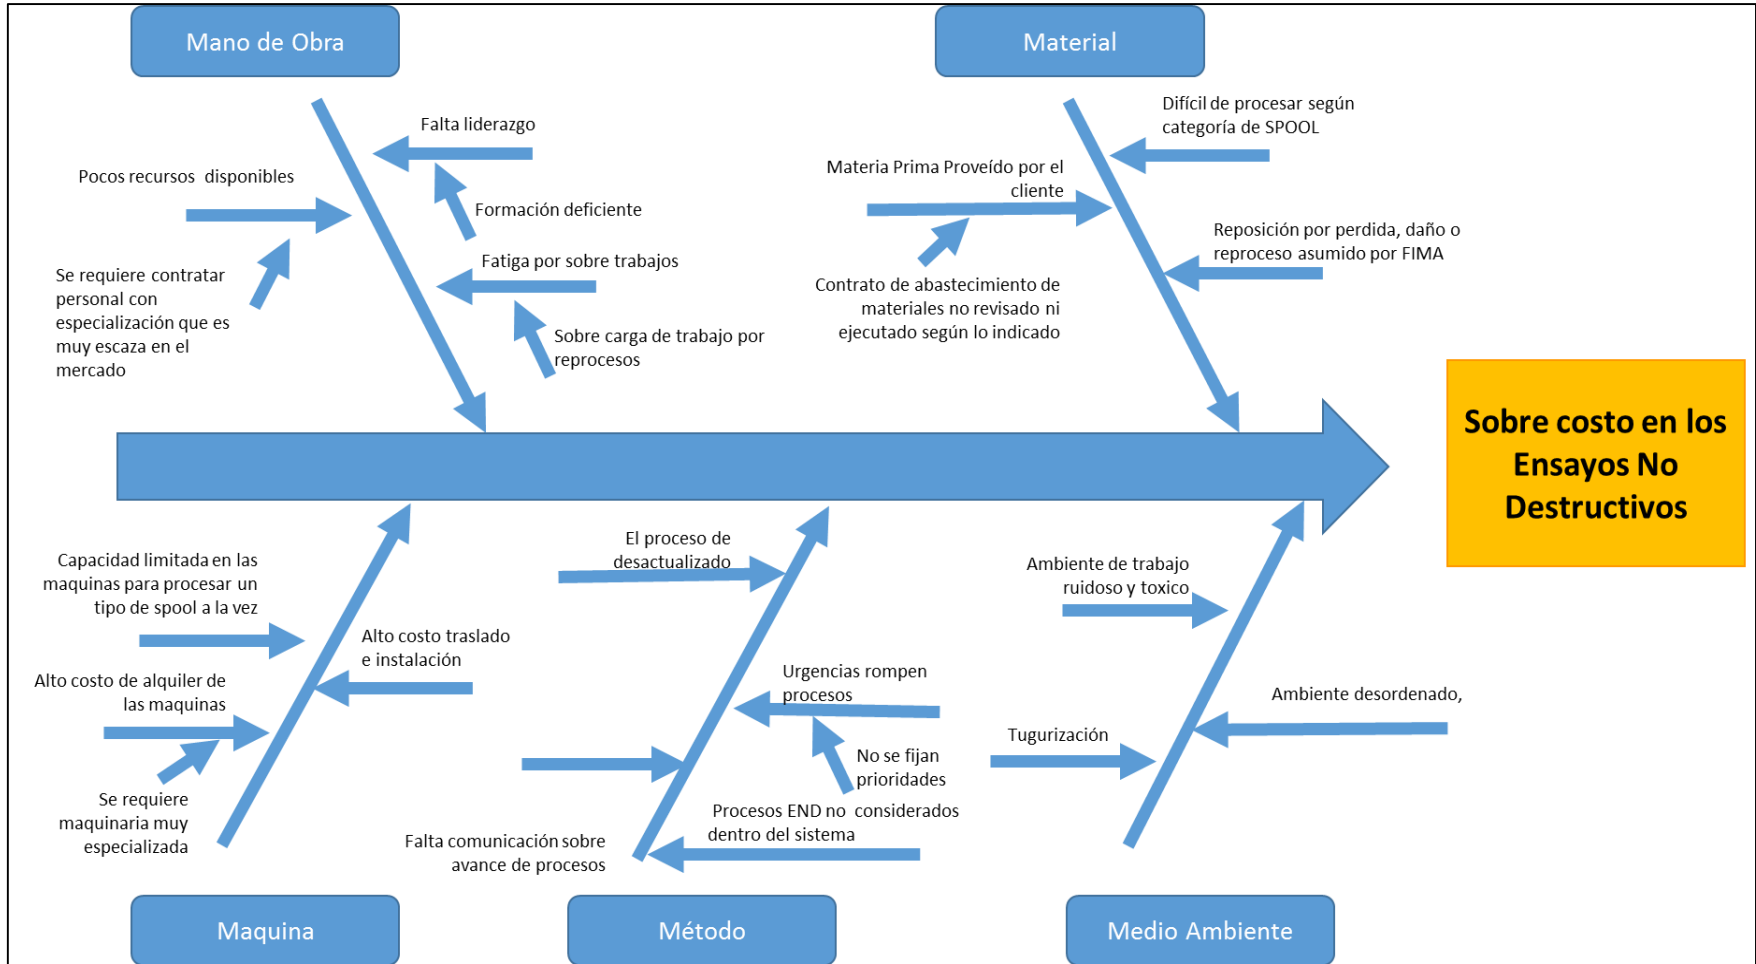 Mano de Obra
Material
Falta liderazgo
Pocos recursos disponibles
Formación deficiente
Fatiga por sobre trabajos
Se requiere contratar
personal con
especialización que es
muy escaza en el
mercado
Sobre carga de trabajo por
reprocesos
Difícil de procesar según
categoría de SPOOL
Materia Prima Proveído por el
cliente
Reposición por perdida, daño o
reproceso asumido por FIMA
Contrato de abastecimiento de
materiales no revisado ni
ejecutado según lo indicado
Sobre costo en los
Ensayos No
Destructivos
Capacidad limitada en las
maquinas para procesar un
tipo de spool a la vez
Alto costo traslado
e instalación
Alto costo de alquiler de
las maquinas
Se requiere
maquinaria muy
especializada
El proceso de
desactualizado
Urgencias rompen
procesos
No se fijan
prioridades
Procesos END no considerados
dentro del sistema
Falta comunicación sobre
avance de procesos
Ambiente de trabajo
ruidoso y toxico
Ambiente desordenado,
Tugurización
Maquina
Método
Medio Ambiente